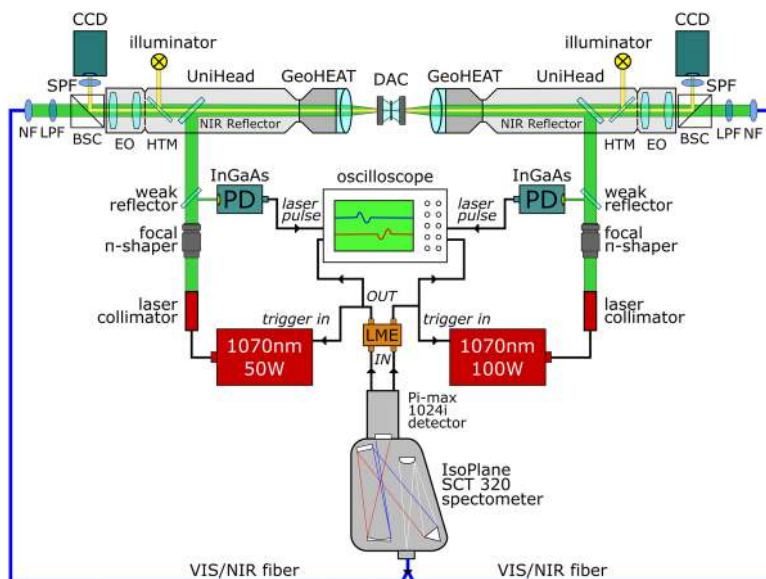 CCD
illuminator
illuminator
CCD
SPF
UniHead
GeoHEAT
DAC
GeoHEAT
UniHead
SPF
NF
LPF
BSC
EO
HTM
NIR Reflector
NIR Reflector
HTM
EO
BSC
LPF
NF
InGaAs
PD
oscilloscope
InGaAs
PD
weak
reflector
laser
pulse
laser
pulse
weak
reflector
focal
π-shaper
focal
π-shaper
laser
collimator
OUT
laser
collimator
trigger in
LME
trigger in
1070nm
50W
IN
1070nm
100W
Pi-max
1024i
detector
IsoPlane
SCT 320
spectometer
VIS/NIR fiber
VIS/NIR fiber